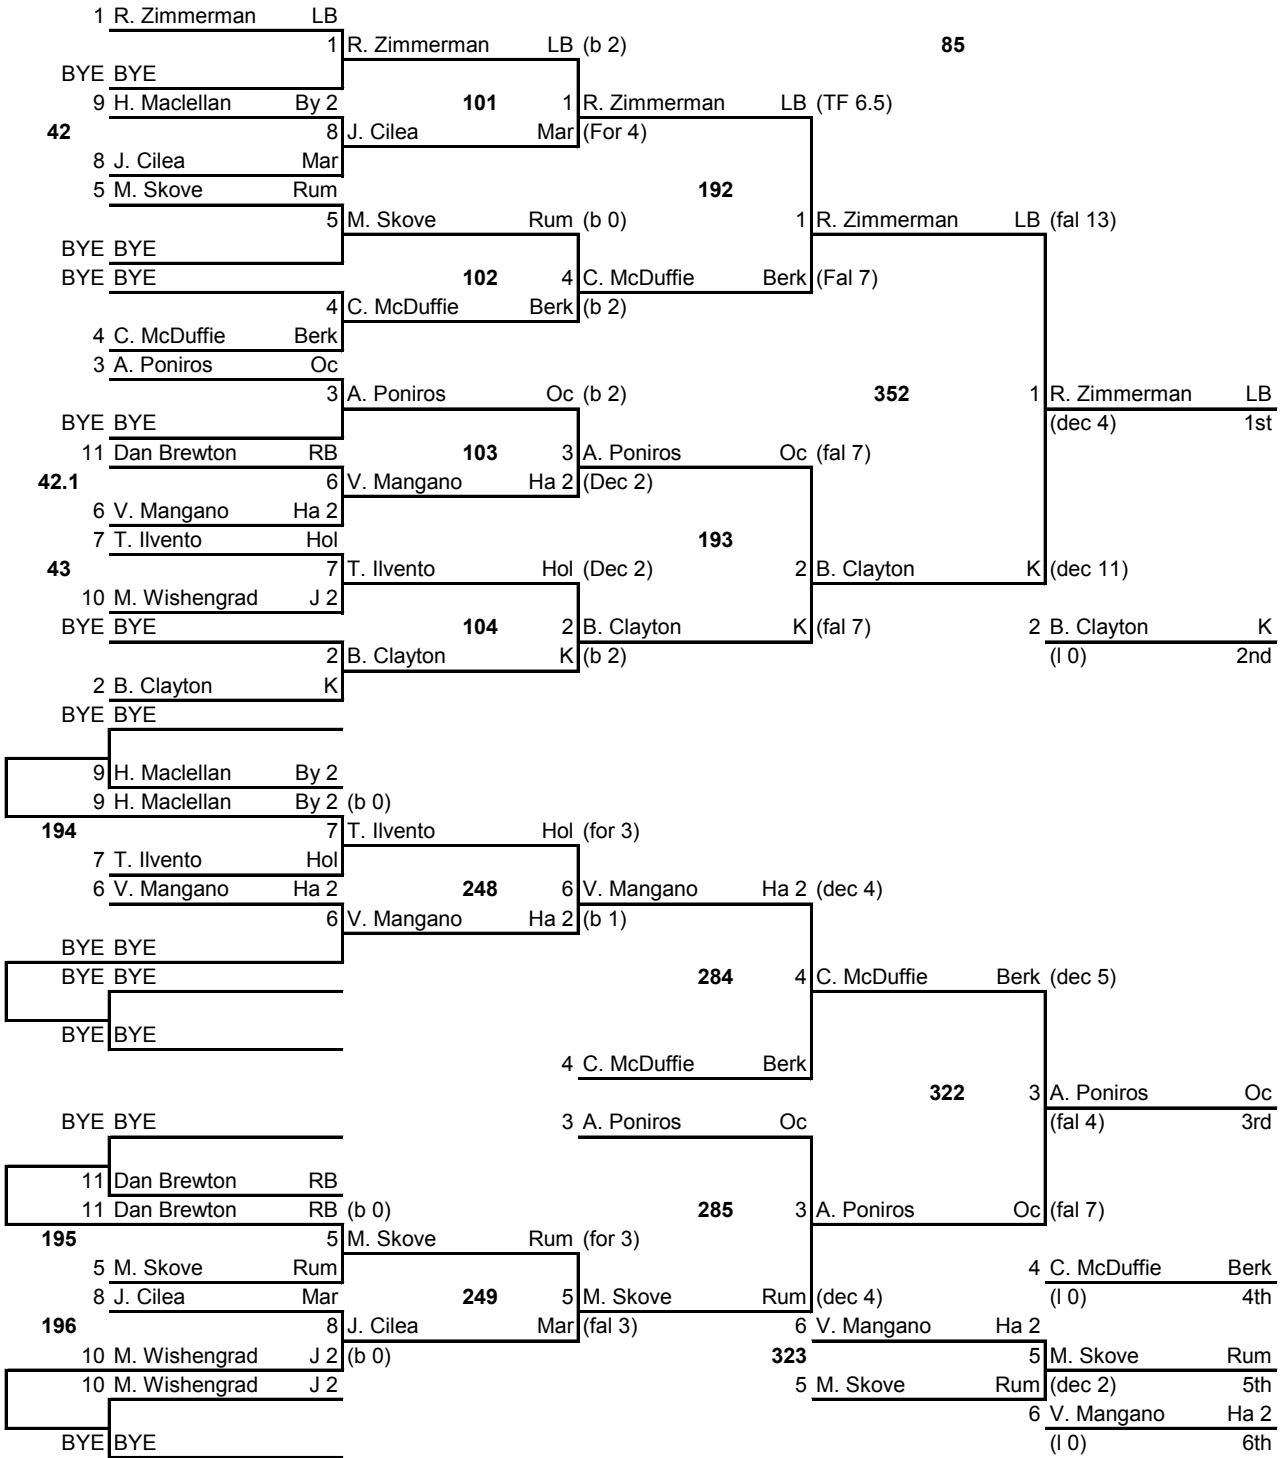 1 R. Zimmerman LB
1 R. Zimmerman LB (b 2) 85
BYE BYE
9 H. Maclellan By 2 101 1 R. Zimmerman LB (TF 6.5)
42 8 J. Cilea Mar (For 4)
8 J. Cilea Mar
5 M. Skove Rum 192
5 M. Skove Rum (b 0) 1 R. Zimmerman LB (fal 13)
BYE BYE
BYE BYE 102 4 C. McDuffie Berk (Fal 7)
4 C. McDuffie Berk (b 2)
4 C. McDuffie Berk
3 A. Poniros Oc
3 A. Poniros Oc (b 2) 352 1 R. Zimmerman LB
BYE BYE (dec 4) 1st
11 Dan Brewton RB 103 3 A. Poniros Oc (fal 7)
42.1 6 V. Mangano Ha 2 (Dec 2)
6 V. Mangano Ha 2
7 T. Ilvento Hol 193
43 7 T. Ilvento Hol (Dec 2) 2 B. Clayton K (dec 11)
10 M. Wishengrad J 2
BYE BYE 104 2 B. Clayton K (fal 7) 2 B. Clayton K
2 B. Clayton K (b 2) (l 0) 2nd
2 B. Clayton K
BYE BYE
9 H. Maclellan By 2
9 H. Maclellan By 2 (b 0)
194 7 T. Ilvento Hol (for 3)
7 T. Ilvento Hol
6 V. Mangano Ha 2 248 6 V. Mangano Ha 2 (dec 4)
6 V. Mangano Ha 2 (b 1)
BYE BYE
BYE BYE 284 4 C. McDuffie Berk (dec 5)
BYE BYE
4 C. McDuffie Berk
322 3 A. Poniros Oc
BYE BYE 3 A. Poniros Oc (fal 4) 3rd
11 Dan Brewton RB
11 Dan Brewton RB (b 0) 285 3 A. Poniros Oc (fal 7)
195 5 M. Skove Rum (for 3)
5 M. Skove Rum 4 C. McDuffie Berk
8 J. Cilea Mar 249 5 M. Skove Rum (dec 4) (l 0) 4th
196 8 J. Cilea Mar (fal 3) 6 V. Mangano Ha 2
10 M. Wishengrad J 2 (b 0) 323 5 M. Skove Rum
10 M. Wishengrad J 2 5 M. Skove Rum (dec 2) 5th
6 V. Mangano Ha 2
BYE BYE (l 0) 6th